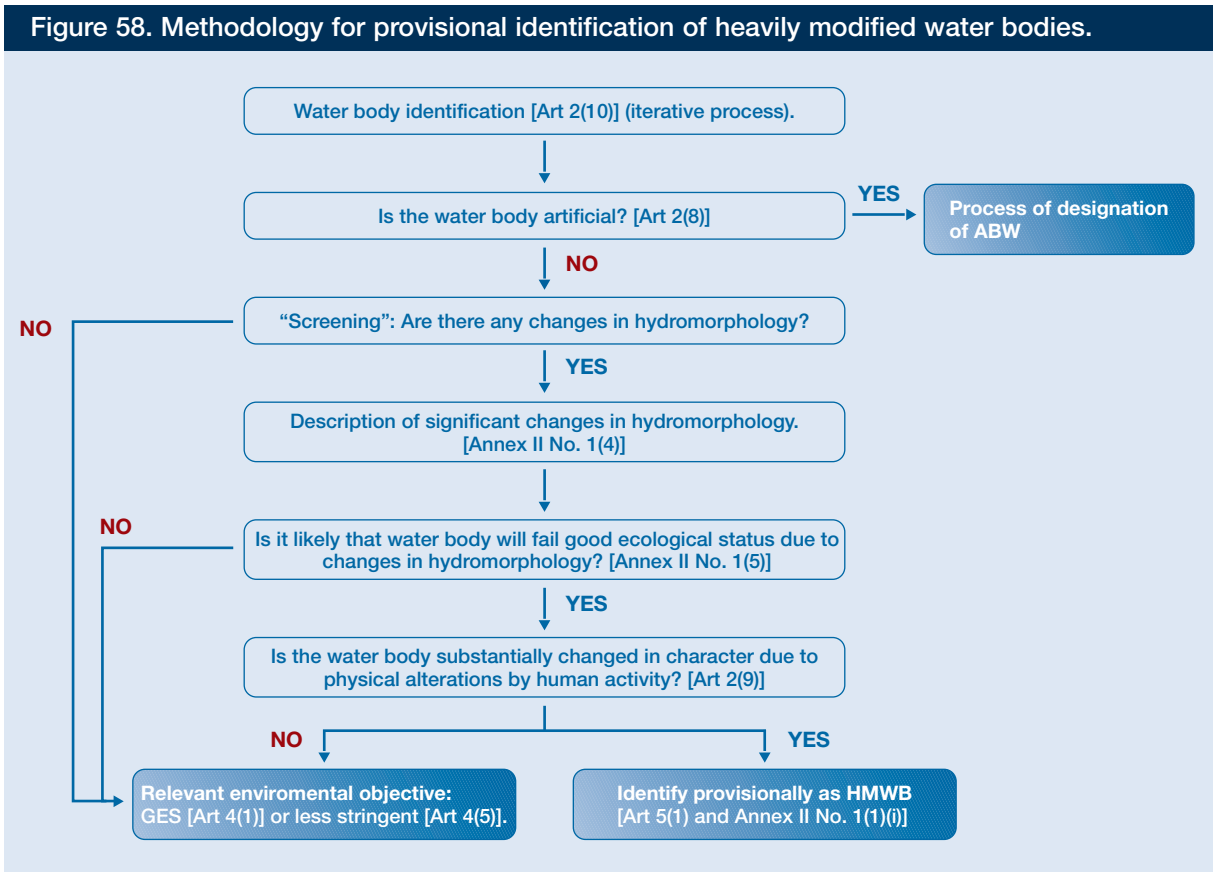 Figure 58. Methodology for provisional identification of heavily modified water bodies.
Water body identification [Art 2(10)] (iterative process).
Is the water body artificial? [Art 2(8)]
YES
Process of designation
of ABW
NO
“Screening”: Are there any changes in hydromorphology?
NO
YES
Description of significant changes in hydromorphology.
[Annex II No. 1(4)]
Is it likely that water body will fail good ecological status due to
changes in hydromorphology? [Annex II No. 1(5)]
NO
YES
Is the water body substantially changed in character due to
physical alterations by human activity? [Art 2(9)]
NO
YES
Relevant enviromental objective:
GES [Art 4(1)] or less stringent [Art 4(5)].
Identify provisionally as HMWB
[Art 5(1) and Annex II No. 1(1)(i)]